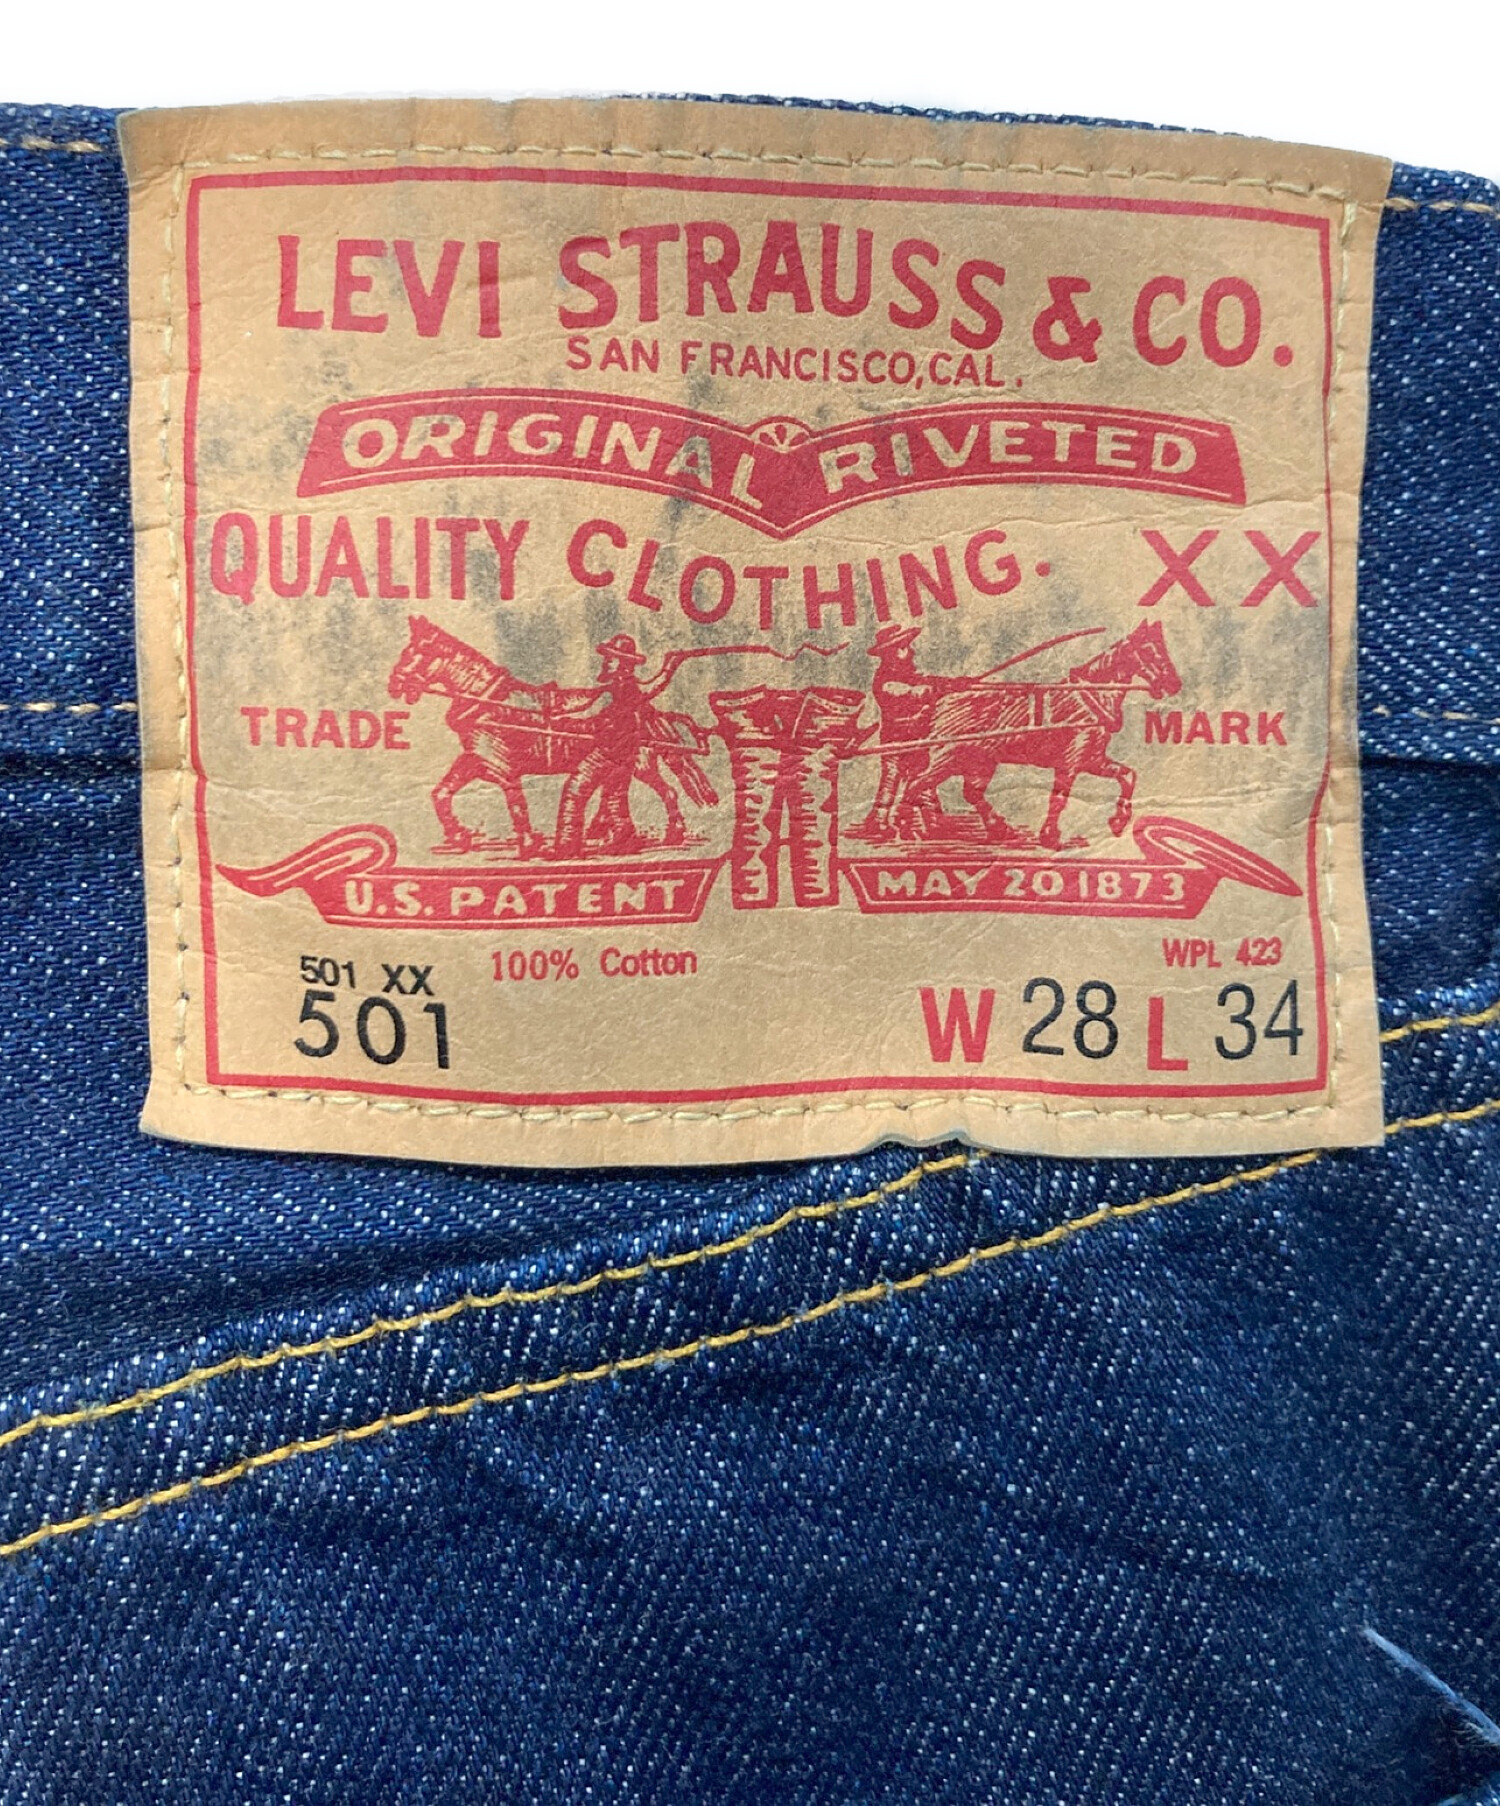 LEVI STRAUSS & CO.
SAN FRANCISCO, CAL.
ORIGINAL RIVETED
QUALITY CLOTHING. XX
TRADE MARK
U.S. PATENT MAY 20 1873
501 XX 100% Cotton WPL 423
501 W 28 L 34